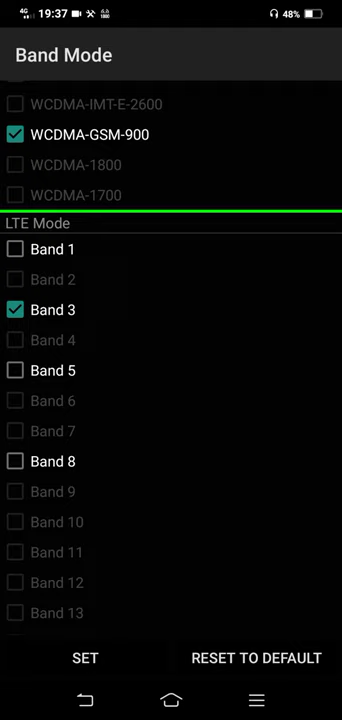 4G 19:37 48%
Band Mode
WCDMA-IMT-E-2600
WCDMA-GSM-900
WCDMA-1800
WCDMA-1700
LTE Mode
Band 1
Band 2
Band 3
Band 4
Band 5
Band 6
Band 7
Band 8
Band 9
Band 10
Band 11
Band 12
Band 13
SET RESET TO DEFAULT